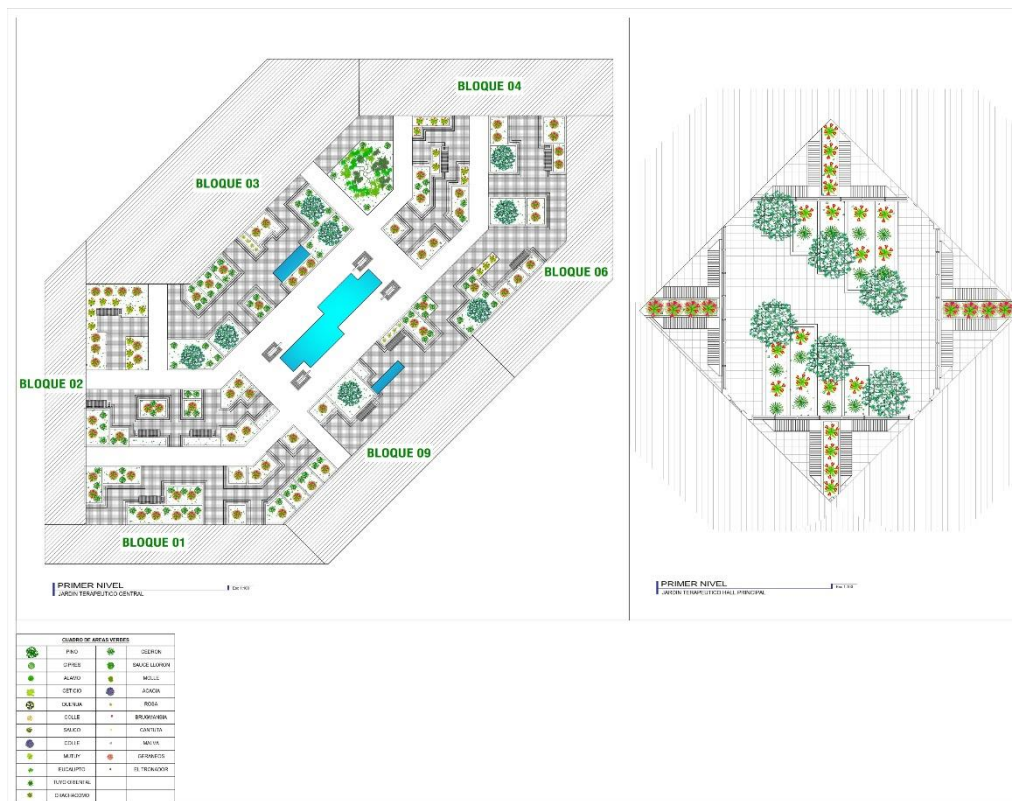 BLOQUE 04
BLOQUE 03
BLOQUE 06
BLOQUE 02
BLOQUE 09
BLOQUE 01
PRIMER NIVEL
JARDIN TERAPEUTICO CENTRAL
PRIMER NIVEL
JARDIN TERAPEUTICO HALL PRINCIPAL
CUADRO DE AREAS VERDES
PINO CEDRON
CIPRES SAUCE LLORON
ALAMO MOLLE
ACACIA
ROSA
COLLE
SAUCO CANTUTA
COLLE MALVA
MUTUY GERANEOS
EUCALIPTO EL TRONADOR
TUYO ORIENTAL
CHACHACOMO